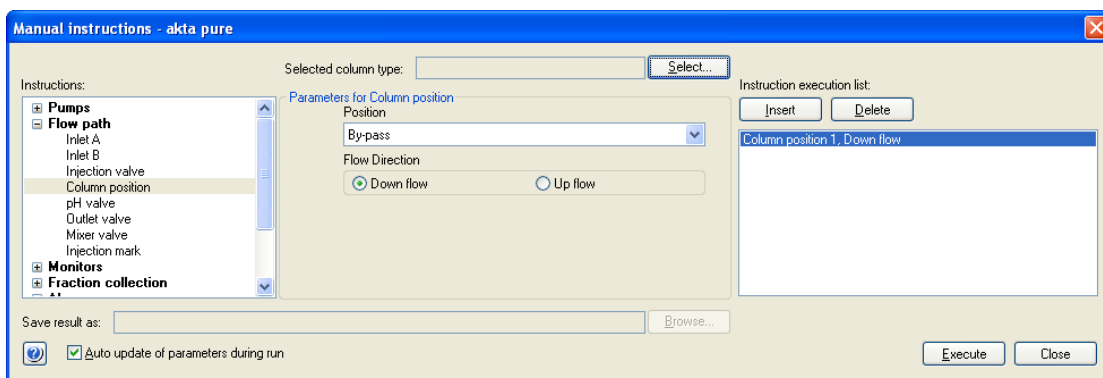 Manual instructions - akta pure
Selected column type:
Select...
Instructions:
Pumps
Flow path
Inlet A
Inlet B
Injection valve
Column position
pH valve
Outlet valve
Mixer valve
Injection mark
Monitors
Fraction collection
Parameters for Column position
Position
By-pass
Flow Direction
Down flow
Up flow
Instruction execution list:
Insert
Delete
Column position 1, Down flow
Save result as:
Browse...
Auto update of parameters during run
Execute
Close